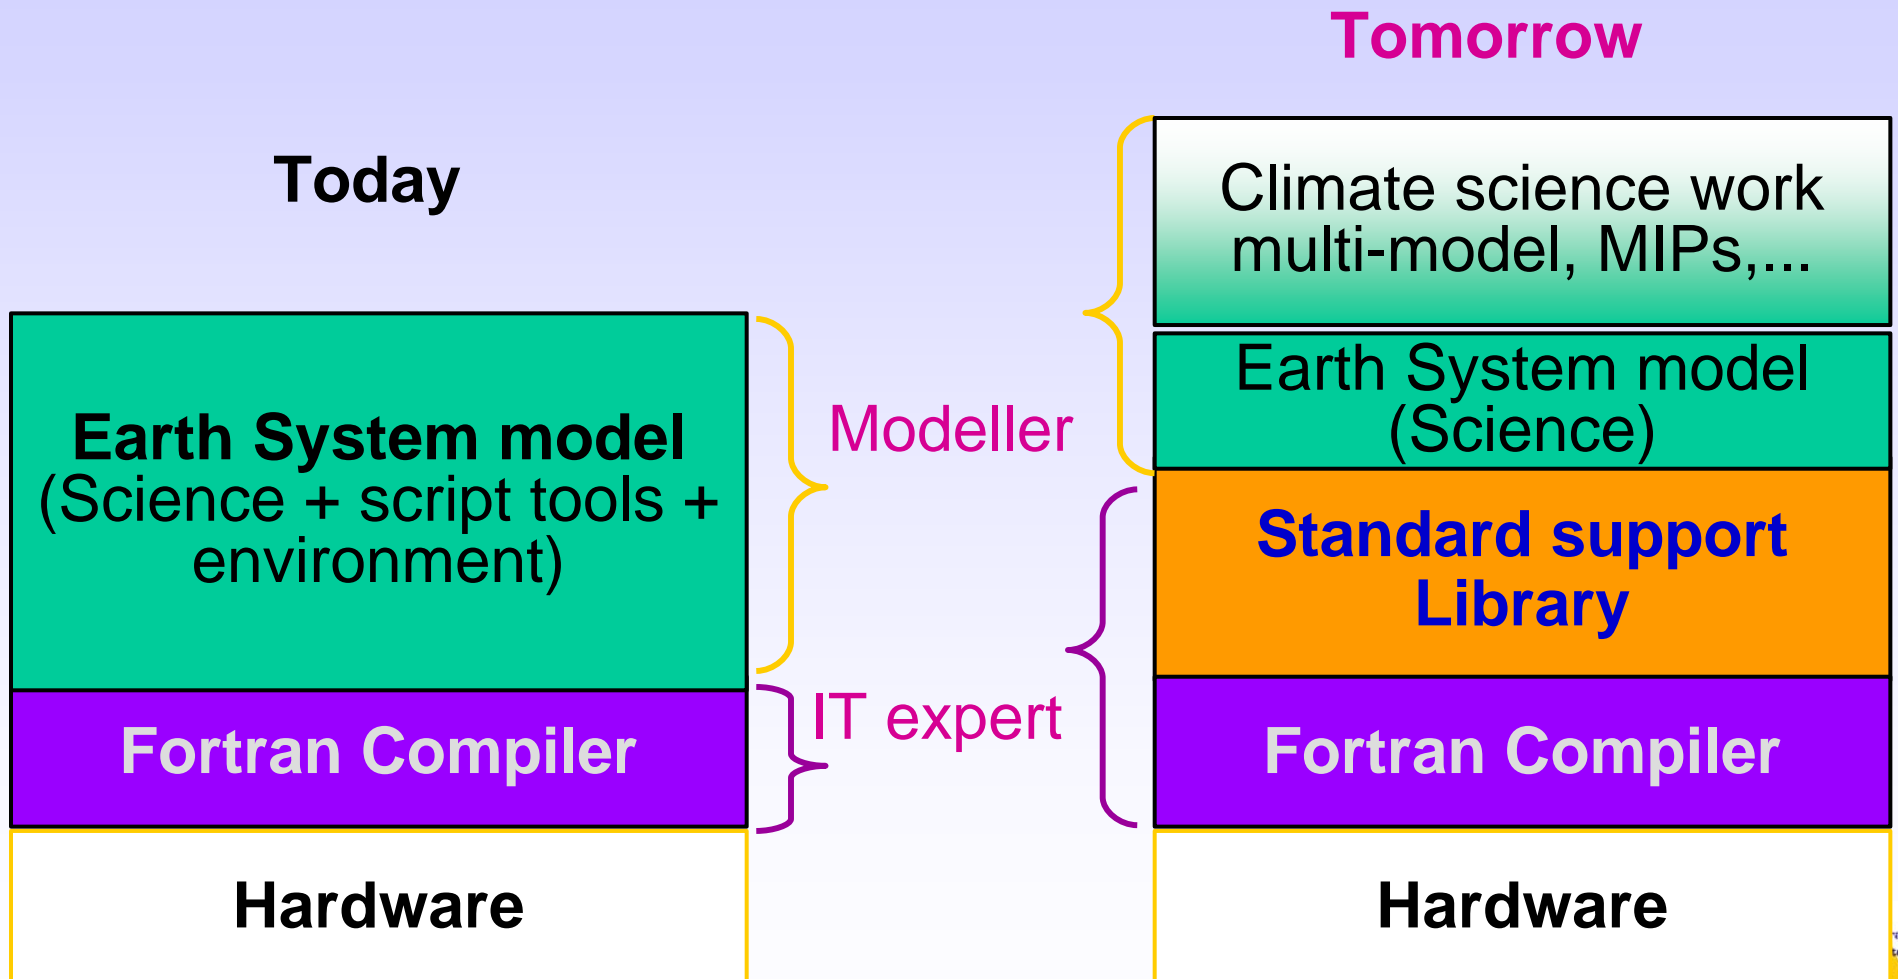 Tomorrow
Today
Climate science work
multi-model, MIPs,...
Earth System model
(Science)
Earth System model
(Science + script tools +
environment)
Modeller
Standard support
Library
IT expert
Fortran Compiler
Fortran Compiler
Hardware
Hardware